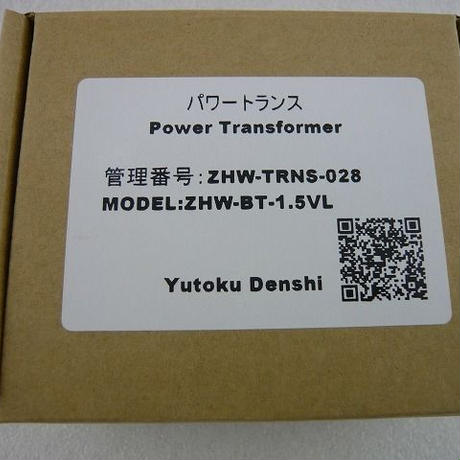 パワートランス
Power Transformer
管理番号:ZHW-TRNS-028
MODEL:ZHW-BT-1.5VL
Yutoku Denshi